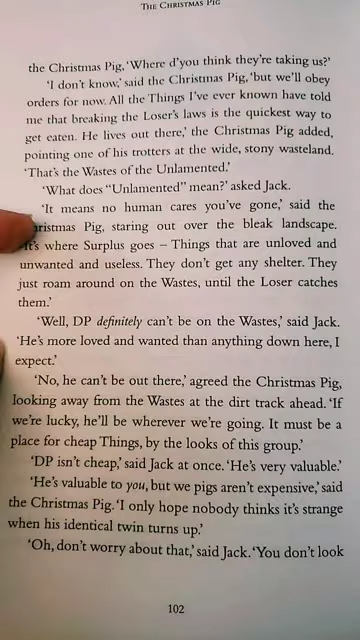 THE CHRISTMAS PIG
the Christmas Pig, 'Where d'you think they're taking us?'
'I don't know,' said the Christmas Pig, 'but we'll obey
orders for now. All the Things I've ever known have told
me that breaking the Loser's laws is the quickest way to
get eaten. He lives out there,' the Christmas Pig added,
pointing one of his trotters at the wide, stony wasteland.
'That's the Wastes of the Unlamented.'
'What does "Unlamented" mean?' asked Jack.
'It means no human cares you've gone,' said the
ristmas Pig, staring out over the bleak landscape.
It's where Surplus goes – Things that are unloved and
unwanted and useless. They don't get any shelter. They
just roam around on the Wastes, until the Loser catches
them.'
'Well, DP definitely can't be on the Wastes,' said Jack.
'He's more loved and wanted than anything down here, I
expect.'
'No, he can't be out there,' agreed the Christmas Pig,
looking away from the Wastes at the dirt track ahead. 'If
we're lucky, he'll be wherever we're going. It must be a
place for cheap Things, by the looks of this group.'
'DP isn't cheap,' said Jack at once. 'He's very valuable.'
'He's valuable to you, but we pigs aren't expensive,' said
the Christmas Pig. 'I only hope nobody thinks it's strange
when his identical twin turns up.'
'Oh, don't worry about that,' said Jack. 'You don't look
102